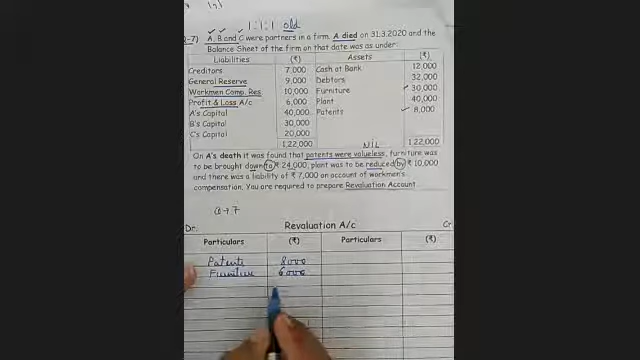 1:1:1 old
Q-7) A, B and C were partners in a firm. A died on 31.3.2020 and the
Balance Sheet of the firm on that date was as under:
Liabilities (₹) Assets (₹)
Creditors 7,000 Cash at Bank 12,000
General Reserve 9,000 Debtors 32,000
Workmen Comp. Res 10,000 Furniture 30,000
Profit & Loss A/c 6,000 Plant 40,000
A's Capital 40,000 Patents 8,000
B's Capital 30,000
C's Capital 20,000 NIL
1,22,000 1,22,000
On A's death it was found that patents were valueless, furniture was
to be brought down to ₹ 24,000, plant was to be reduced by ₹ 10,000
and there was a liability of ₹ 7,000 on account of workmen's
compensation. You are required to prepare Revaluation Account.
Q → 7
Dr. Revaluation A/c Cr
Particulars (₹) Particulars (₹)
Patents 8000
Furniture 6000